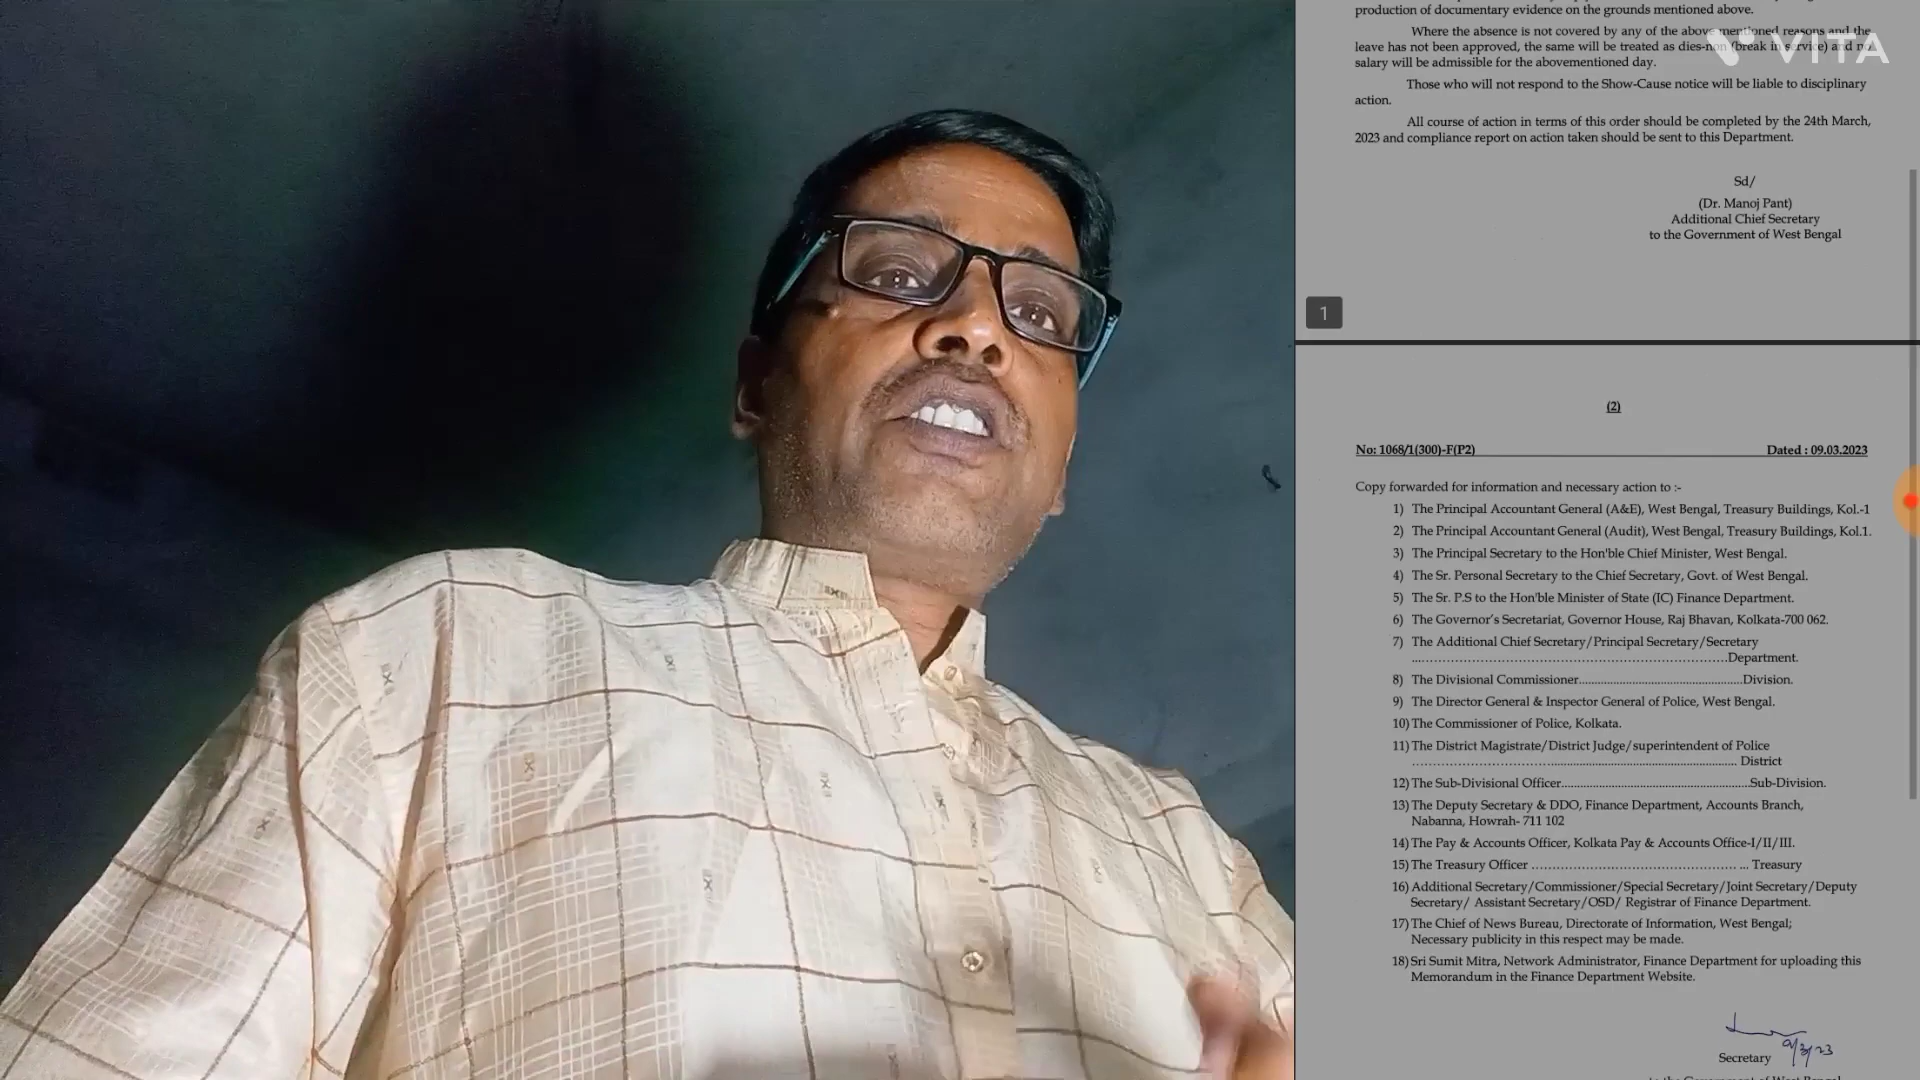 VITA
production of documentary evidence on the grounds mentioned above.
Where the absence is not covered by any of the above mentioned reasons and the
leave has not been approved, the same will be treated as dies-non (break in service) and no
salary will be admissible for the abovementioned day.
Those who will not respond to the Show-Cause notice will be liable to disciplinary
action.
All course of action in terms of this order should be completed by the 24th March,
2023 and compliance report on action taken should be sent to this Department.
Sd/
(Dr. Manoj Pant)
Additional Chief Secretary
to the Government of West Bengal
1
(2)
No: 1068/1(300)-F(P2) Dated : 09.03.2023
Copy forwarded for information and necessary action to :-
1) The Principal Accountant General (A&E), West Bengal, Treasury Buildings, Kol.-1
2) The Principal Accountant General (Audit), West Bengal, Treasury Buildings, Kol.1.
3) The Principal Secretary to the Hon'ble Chief Minister, West Bengal.
4) The Sr. Personal Secretary to the Chief Secretary, Govt. of West Bengal.
5) The Sr. P.S to the Hon'ble Minister of State (IC) Finance Department.
6) The Governor's Secretariat, Governor House, Raj Bhavan, Kolkata-700 062.
7) The Additional Chief Secretary/Principal Secretary/Secretary
................................................................Department.
8) The Divisional Commissioner..........................................Division.
9) The Director General & Inspector General of Police, West Bengal.
10) The Commissioner of Police, Kolkata.
11) The District Magistrate/District Judge/superintendent of Police
................................................................ District
12) The Sub-Divisional Officer................................................Sub-Division.
13) The Deputy Secretary & DDO, Finance Department, Accounts Branch,
Nabanna, Howrah- 711 102
14) The Pay & Accounts Officer, Kolkata Pay & Accounts Office-I/II/III.
15) The Treasury Officer ................................................ ... Treasury
16) Additional Secretary/Commissioner/Special Secretary/Joint Secretary/Deputy
Secretary/ Assistant Secretary/OSD/ Registrar of Finance Department.
17) The Chief of News Bureau, Directorate of Information, West Bengal;
Necessary publicity in this respect may be made.
18) Sri Sumit Mitra, Network Administrator, Finance Department for uploading this
Memorandum in the Finance Department Website.
9/3/23
Secretary